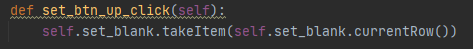 def set_btn_up_click(self):
    self.set_blank.takeItem(self.set_blank.currentRow())